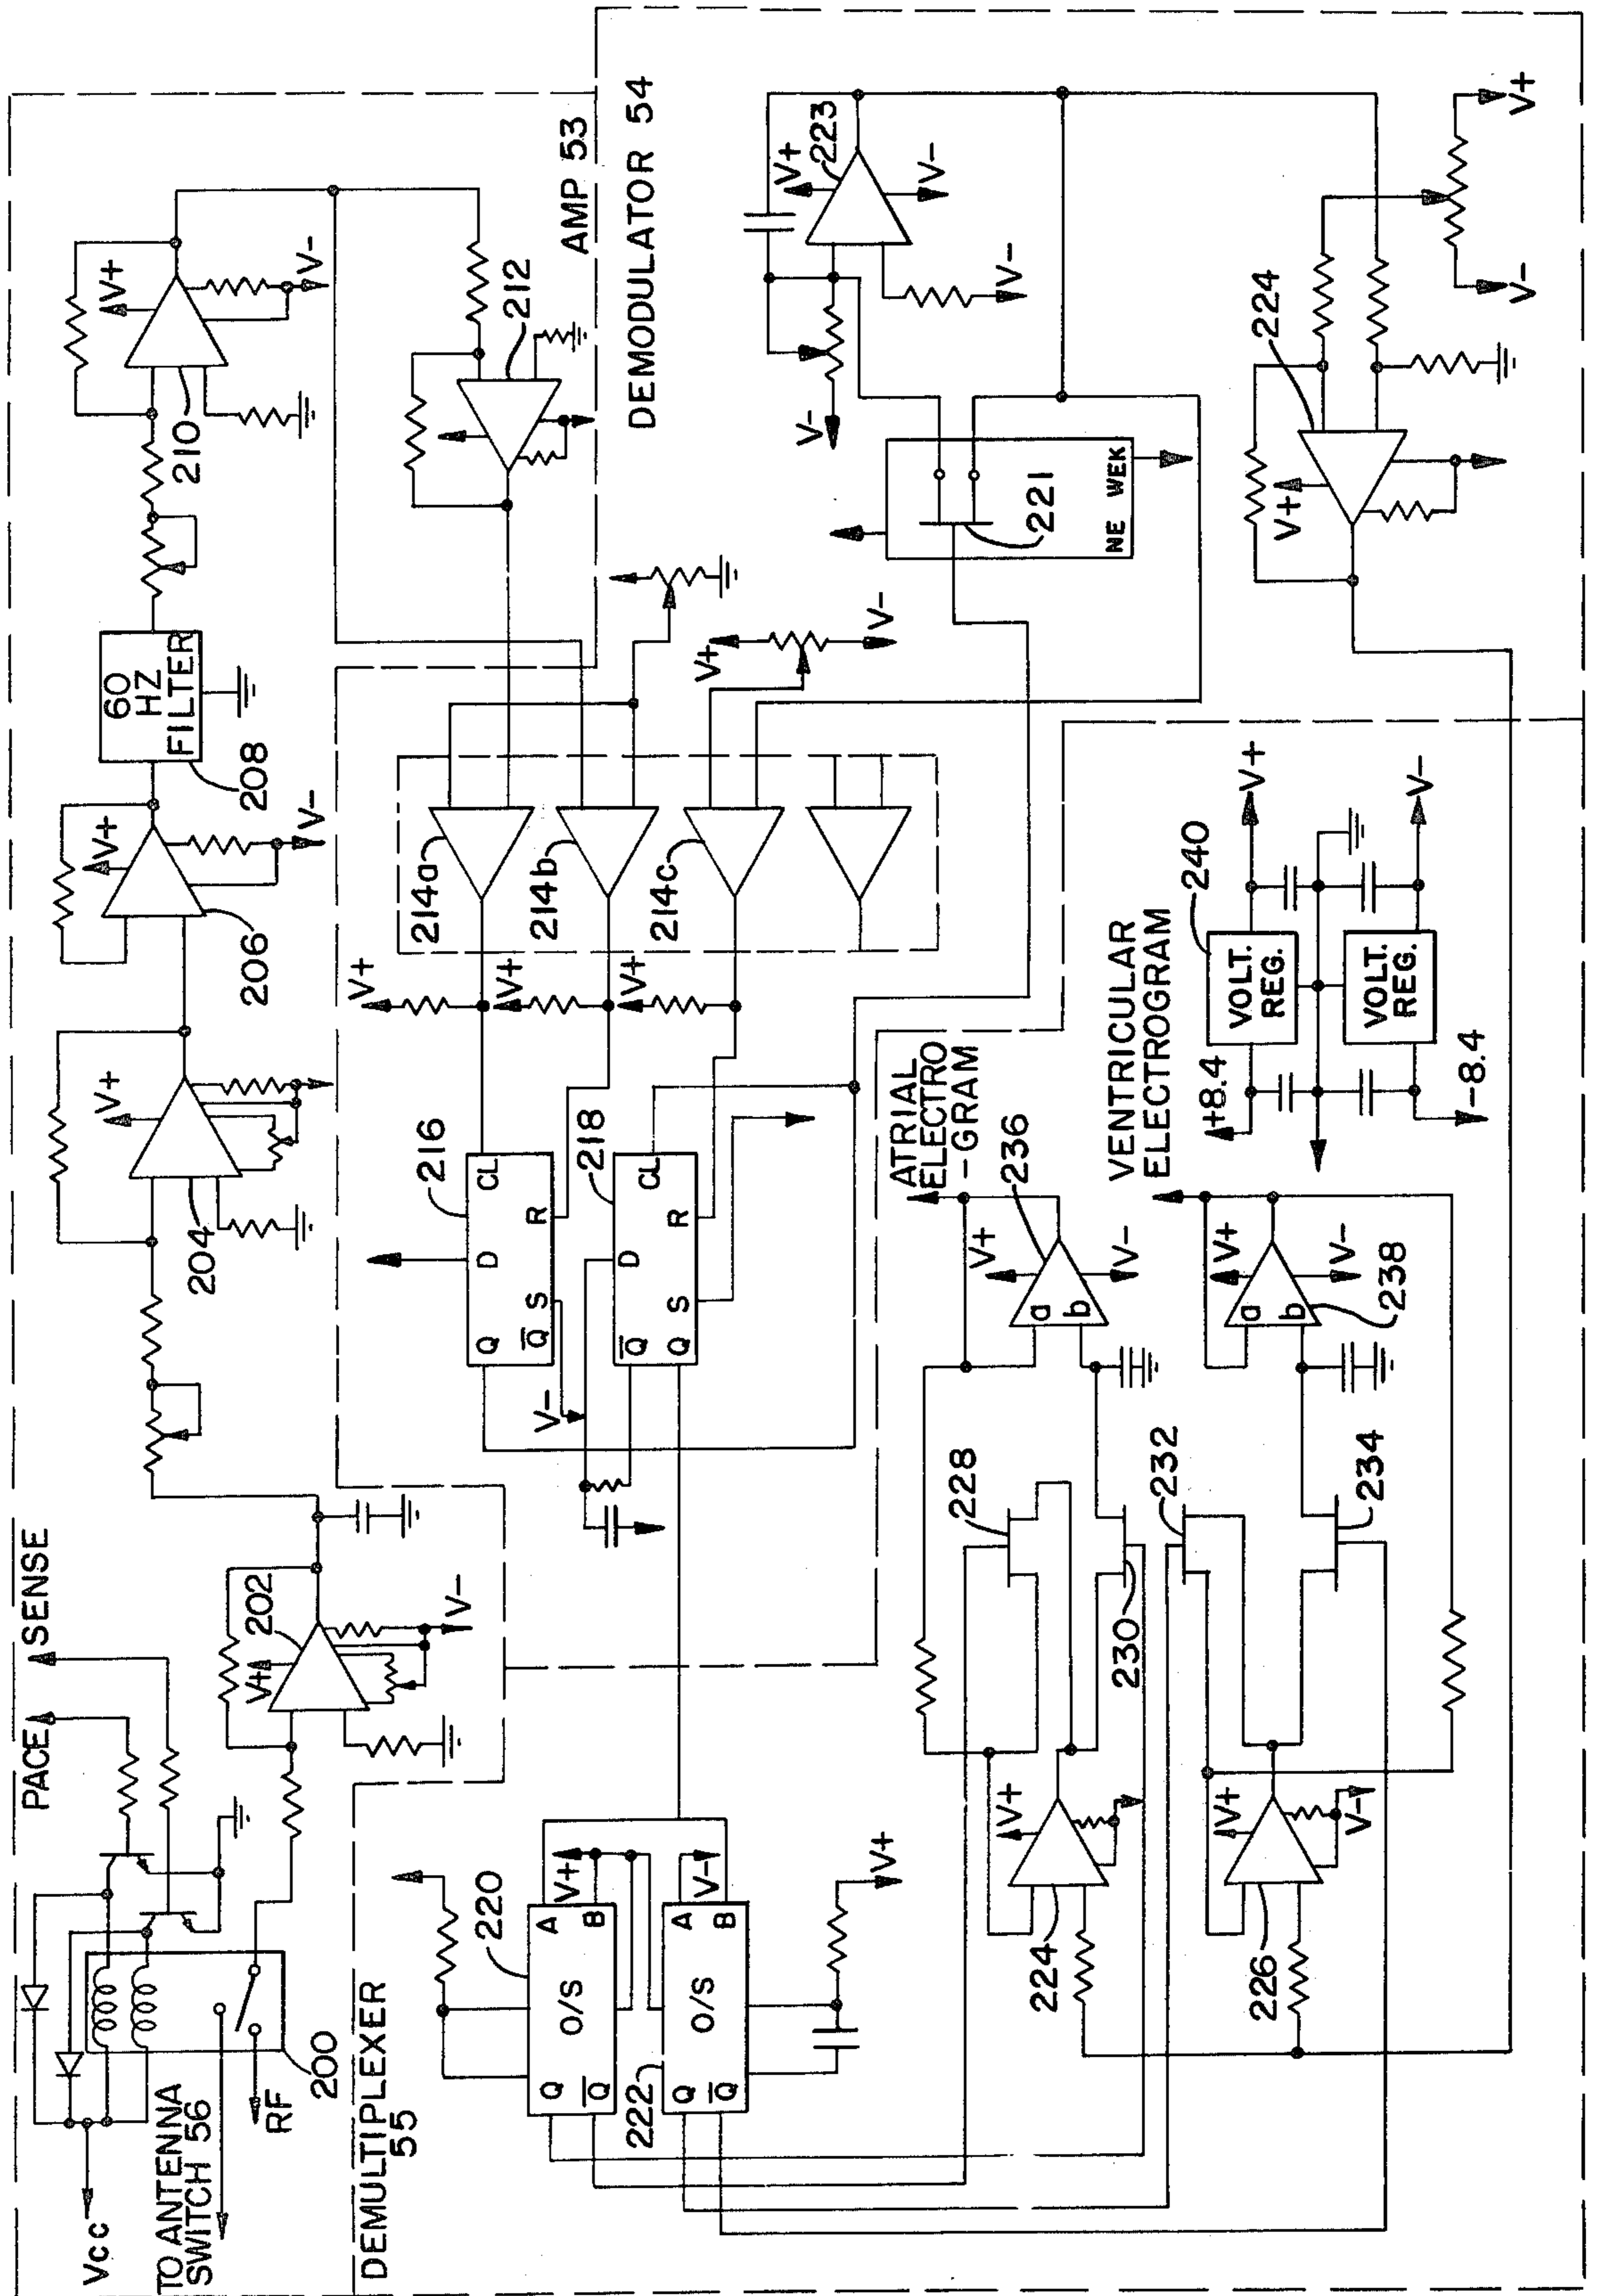 PACE
SENSE
Vcc
TO ANTENNA
SWITCH 56
RF
200
V+
202
V-
204
V+
206
V+
V-
60
HZ
FILTER
208
210
V+
V-
212
AMP 53
DEMODULATOR 54
DEMULTIPLEXER
55
214a
214b
214c
V+
V+
V+
V+
V-
216
CL
D
R
S
Q
Q
V-
218
CL
D
R
S
Q
Q
220
A
B
O/S
Q
Q
V+
222
A
B
O/S
Q
Q
V-
V+
221
NE WEK
223
V+
V-
V-
V-
224
V+
V-
V+
ATRIAL
ELECTRO
-GRAM
236
a
b
V+
V-
228
230
224
V+
VENTRICULAR
ELECTROGRAM
238
a
b
V+
V-
232
234
226
V+
V-
240
VOLT.
REG.
VOLT.
REG.
+8.4
-8.4
V+
V-